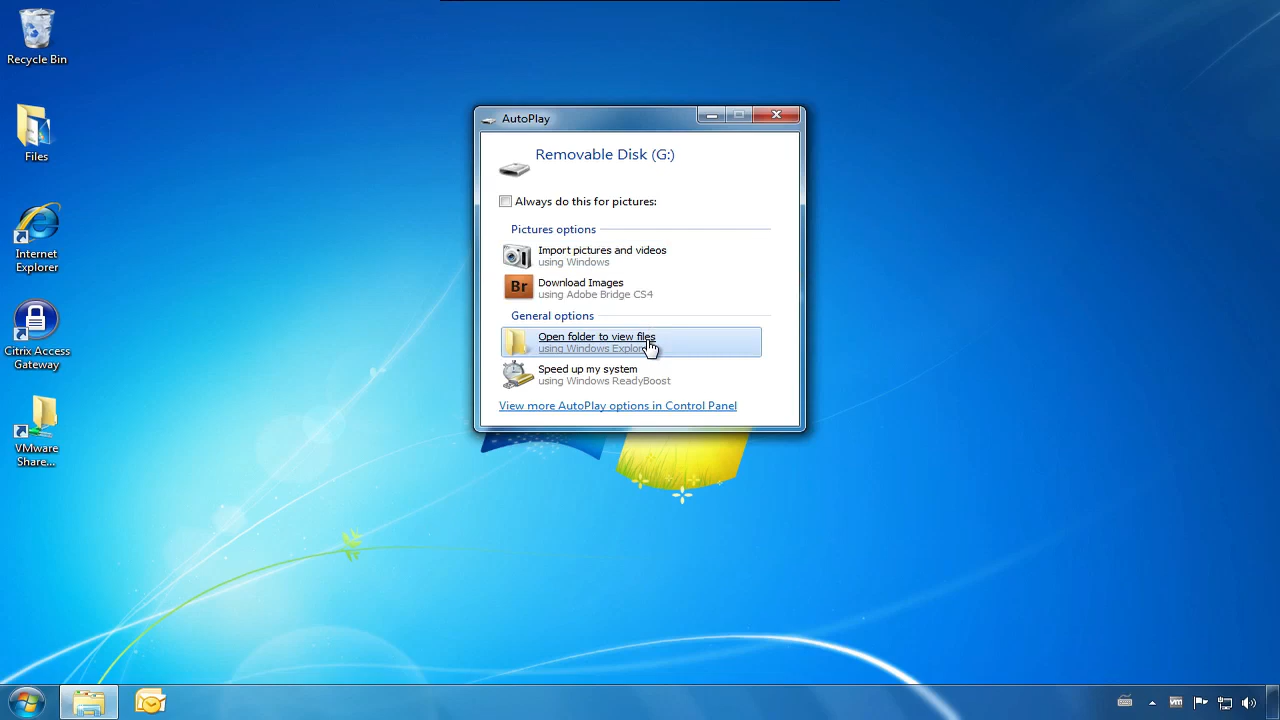 Recycle Bin
Files
Internet
Explorer
Citrix Access
Gateway
VMware
Share...
AutoPlay
Removable Disk (G:)
Always do this for pictures:
Pictures options
Import pictures and videos
using Windows
Br
Download Images
using Adobe Bridge CS4
General options
Open folder to view files
using Windows Explorer
Speed up my system
using Windows ReadyBoost
View more AutoPlay options in Control Panel
vm